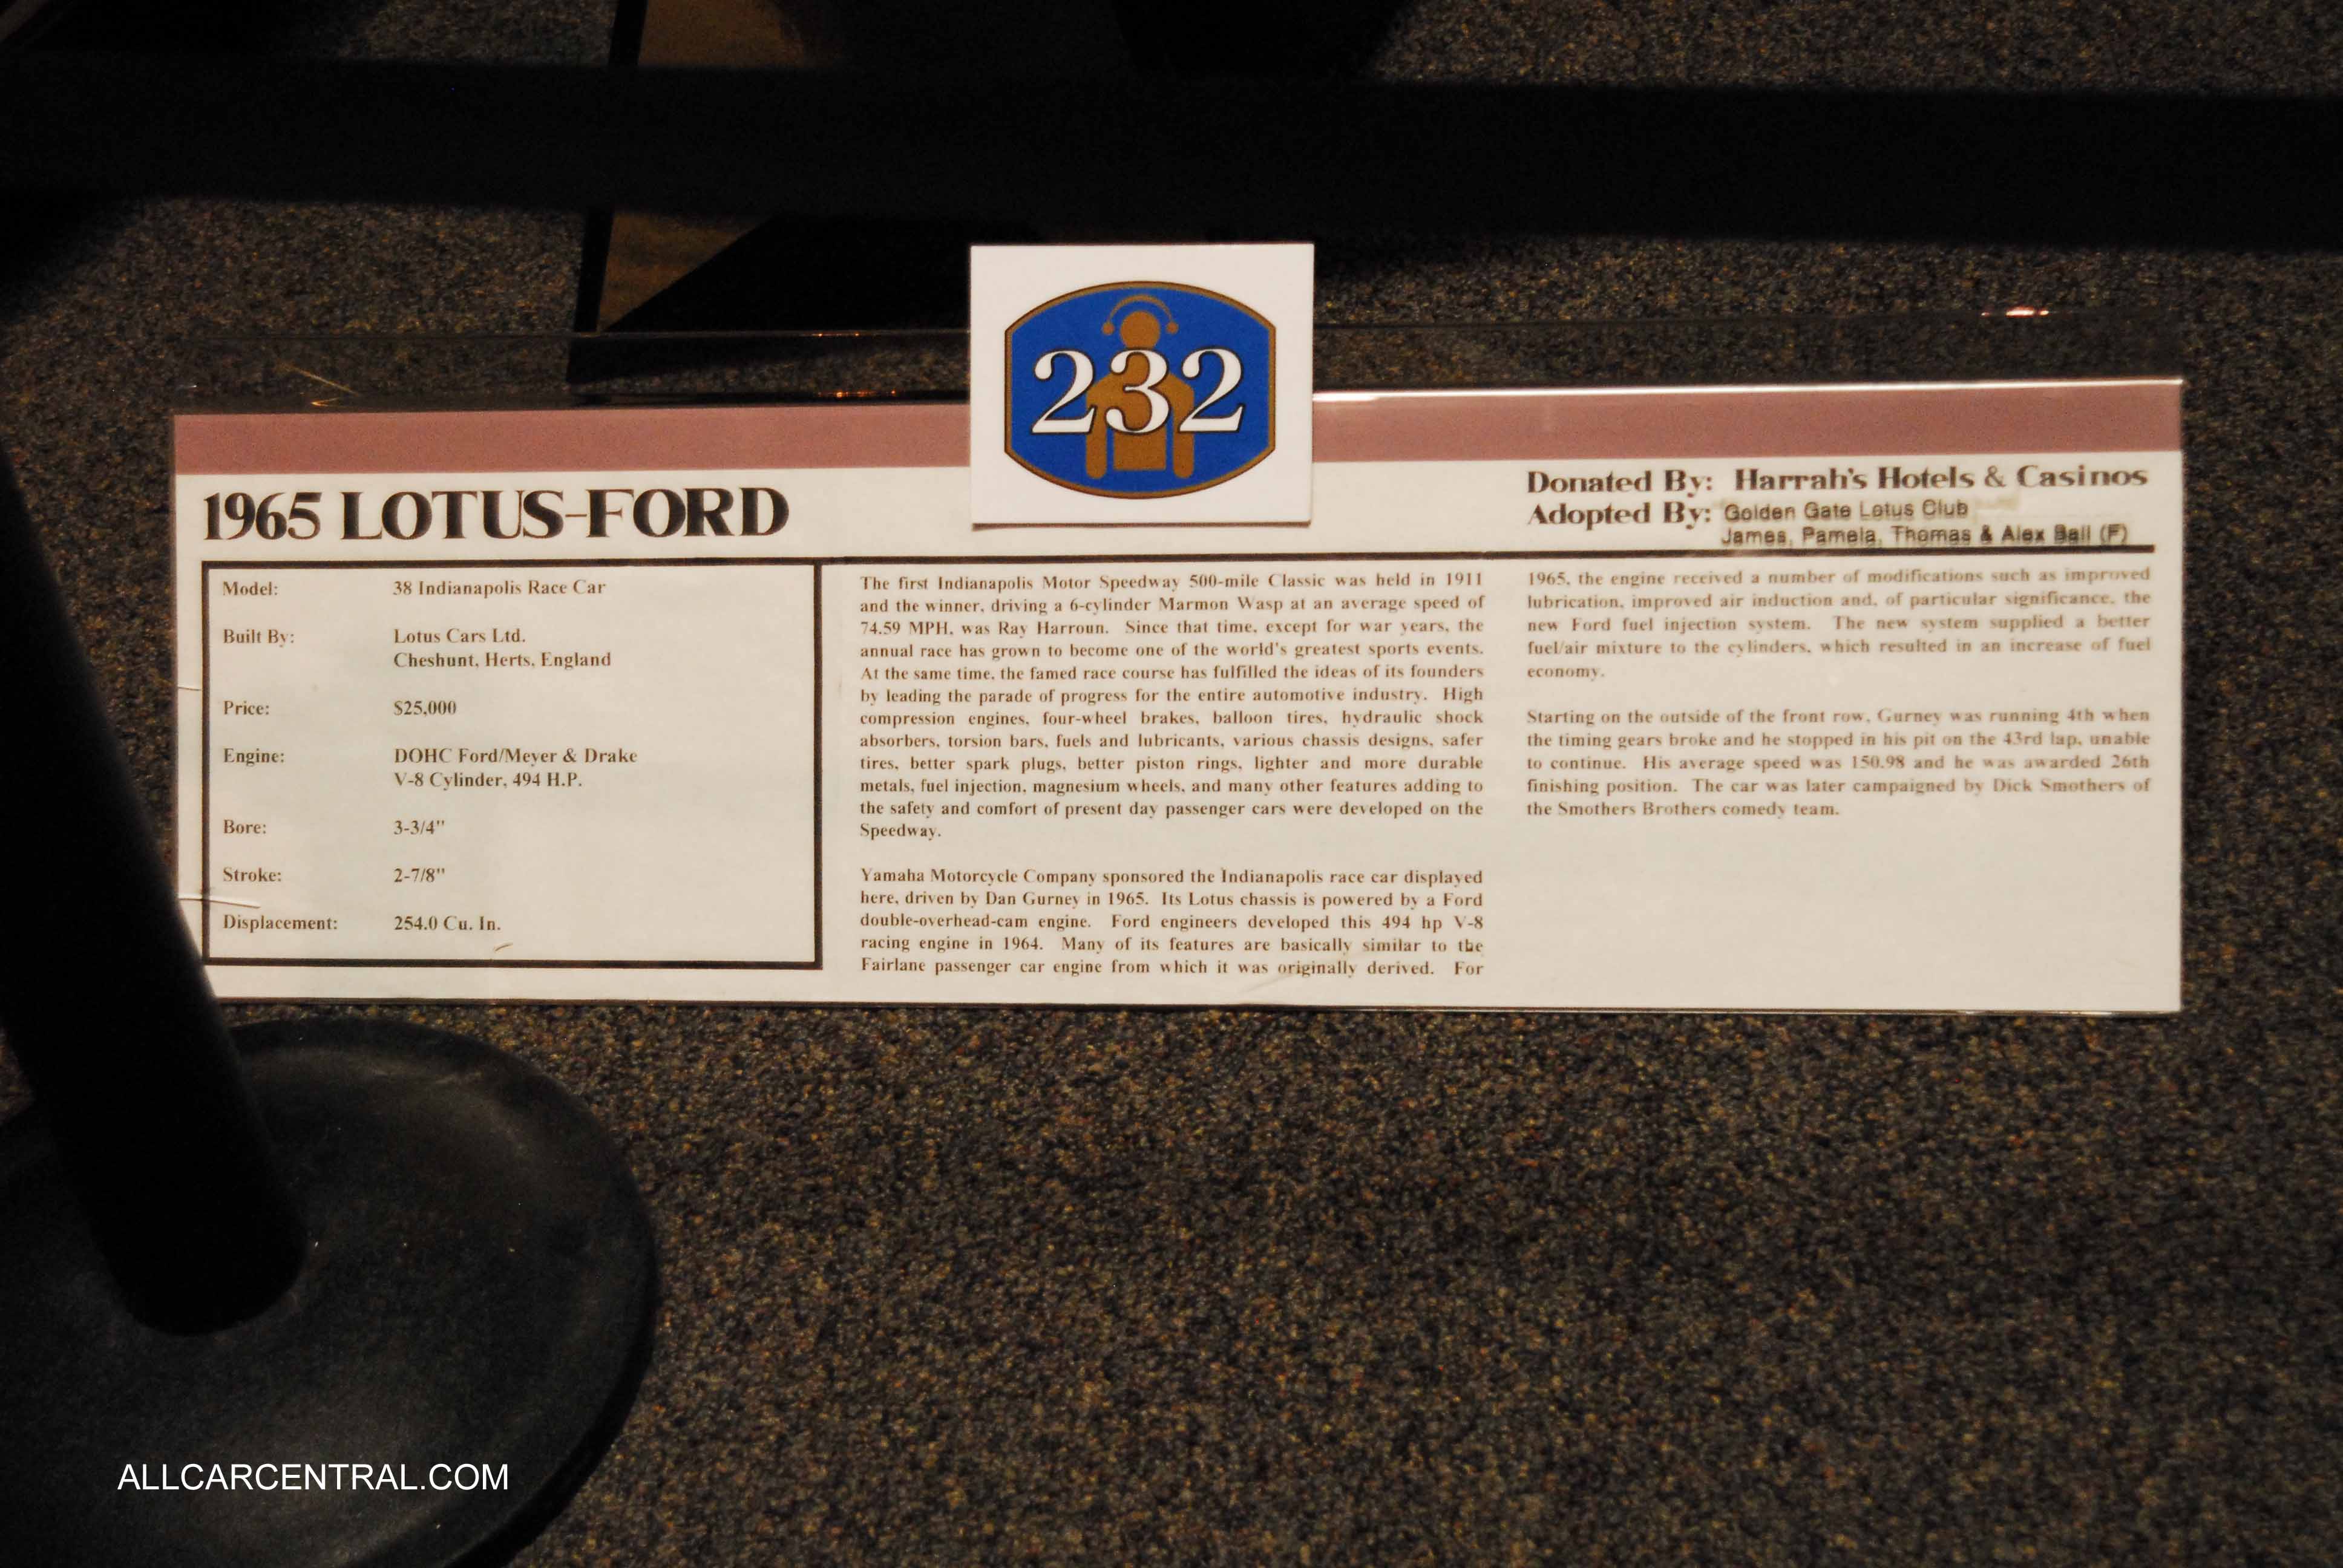 232
1965 LOTUS-FORD
Donated By: Harrah's Hotels & Casinos
Adopted By: Golden Gate Lotus Club
James, Pamela, Thomas & Alex Ball (F)
Model: 38 Indianapolis Race Car
Built By: Lotus Cars Ltd.
Cheshunt, Herts, England
Price: $25,000
Engine: DOHC Ford/Meyer & Drake
V-8 Cylinder, 494 H.P.
Bore: 3-3/4"
Stroke: 2-7/8"
Displacement: 254.0 Cu. In.
The first Indianapolis Motor Speedway 500-mile Classic was held in 1911
and the winner, driving a 6-cylinder Marmon Wasp at an average speed of
74.59 MPH, was Ray Harroun. Since that time, except for war years, the
annual race has grown to become one of the world's greatest sports events.
At the same time, the famed race course has fulfilled the ideas of its founders
by leading the parade of progress for the entire automotive industry. High
compression engines, four-wheel brakes, balloon tires, hydraulic shock
absorbers, torsion bars, fuels and lubricants, various chassis designs, safer
tires, better spark plugs, better piston rings, lighter and more durable
metals, fuel injection, magnesium wheels, and many other features adding to
the safety and comfort of present day passenger cars were developed on the
Speedway.
Yamaha Motorcycle Company sponsored the Indianapolis race car displayed
here, driven by Dan Gurney in 1965. Its Lotus chassis is powered by a Ford
double-overhead-cam engine. Ford engineers developed this 494 hp V-8
racing engine in 1964. Many of its features are basically similar to the
Fairlane passenger car engine from which it was originally derived. For
1965, the engine received a number of modifications such as improved
lubrication, improved air induction and, of particular significance, the
new Ford fuel injection system. The new system supplied a better
fuel/air mixture to the cylinders, which resulted in an increase of fuel
economy.
Starting on the outside of the front row, Gurney was running 4th when
the timing gears broke and he stopped in his pit on the 43rd lap, unable
to continue. His average speed was 150.98 and he was awarded 26th
finishing position. The car was later campaigned by Dick Smothers of
the Smothers Brothers comedy team.
ALLCARCENTRAL.COM